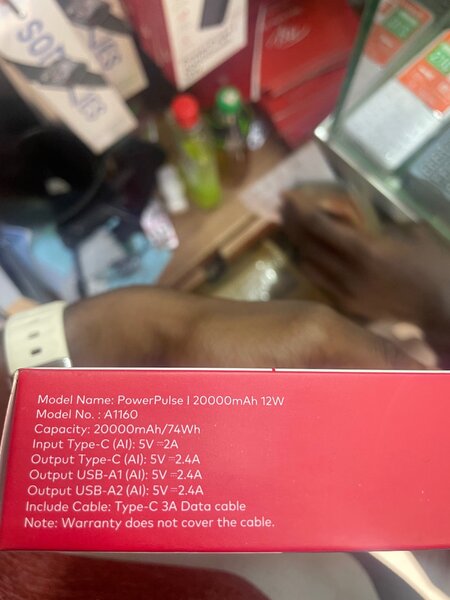 Model Name: PowerPulse I 20000mAh 12W
Model No. : A1160
Capacity: 20000mAh/74Wh
Input Type-C (AI): 5V⎓2A
Output Type-C (AI): 5V⎓2.4A
Output USB-A1 (AI): 5V⎓2.4A
Output USB-A2 (AI): 5V⎓2.4A
Include Cable: Type-C 3A Data cable
Note: Warranty does not cover the cable.